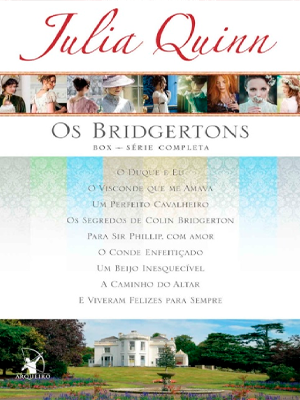 Julia Quinn
OS BRIDGERTONS
BOX – SÉRIE COMPLETA
O DUQUE E EU
O VISCONDE QUE ME AMAVA
UM PERFEITO CAVALHEIRO
OS SEGREDOS DE COLIN BRIDGERTON
PARA SIR PHILLIP, COM AMOR
O CONDE ENFEITIÇADO
UM BEIJO INESQUECÍVEL
A CAMINHO DO ALTAR
E VIVERAM FELIZES PARA SEMPRE
ARQUEIRO